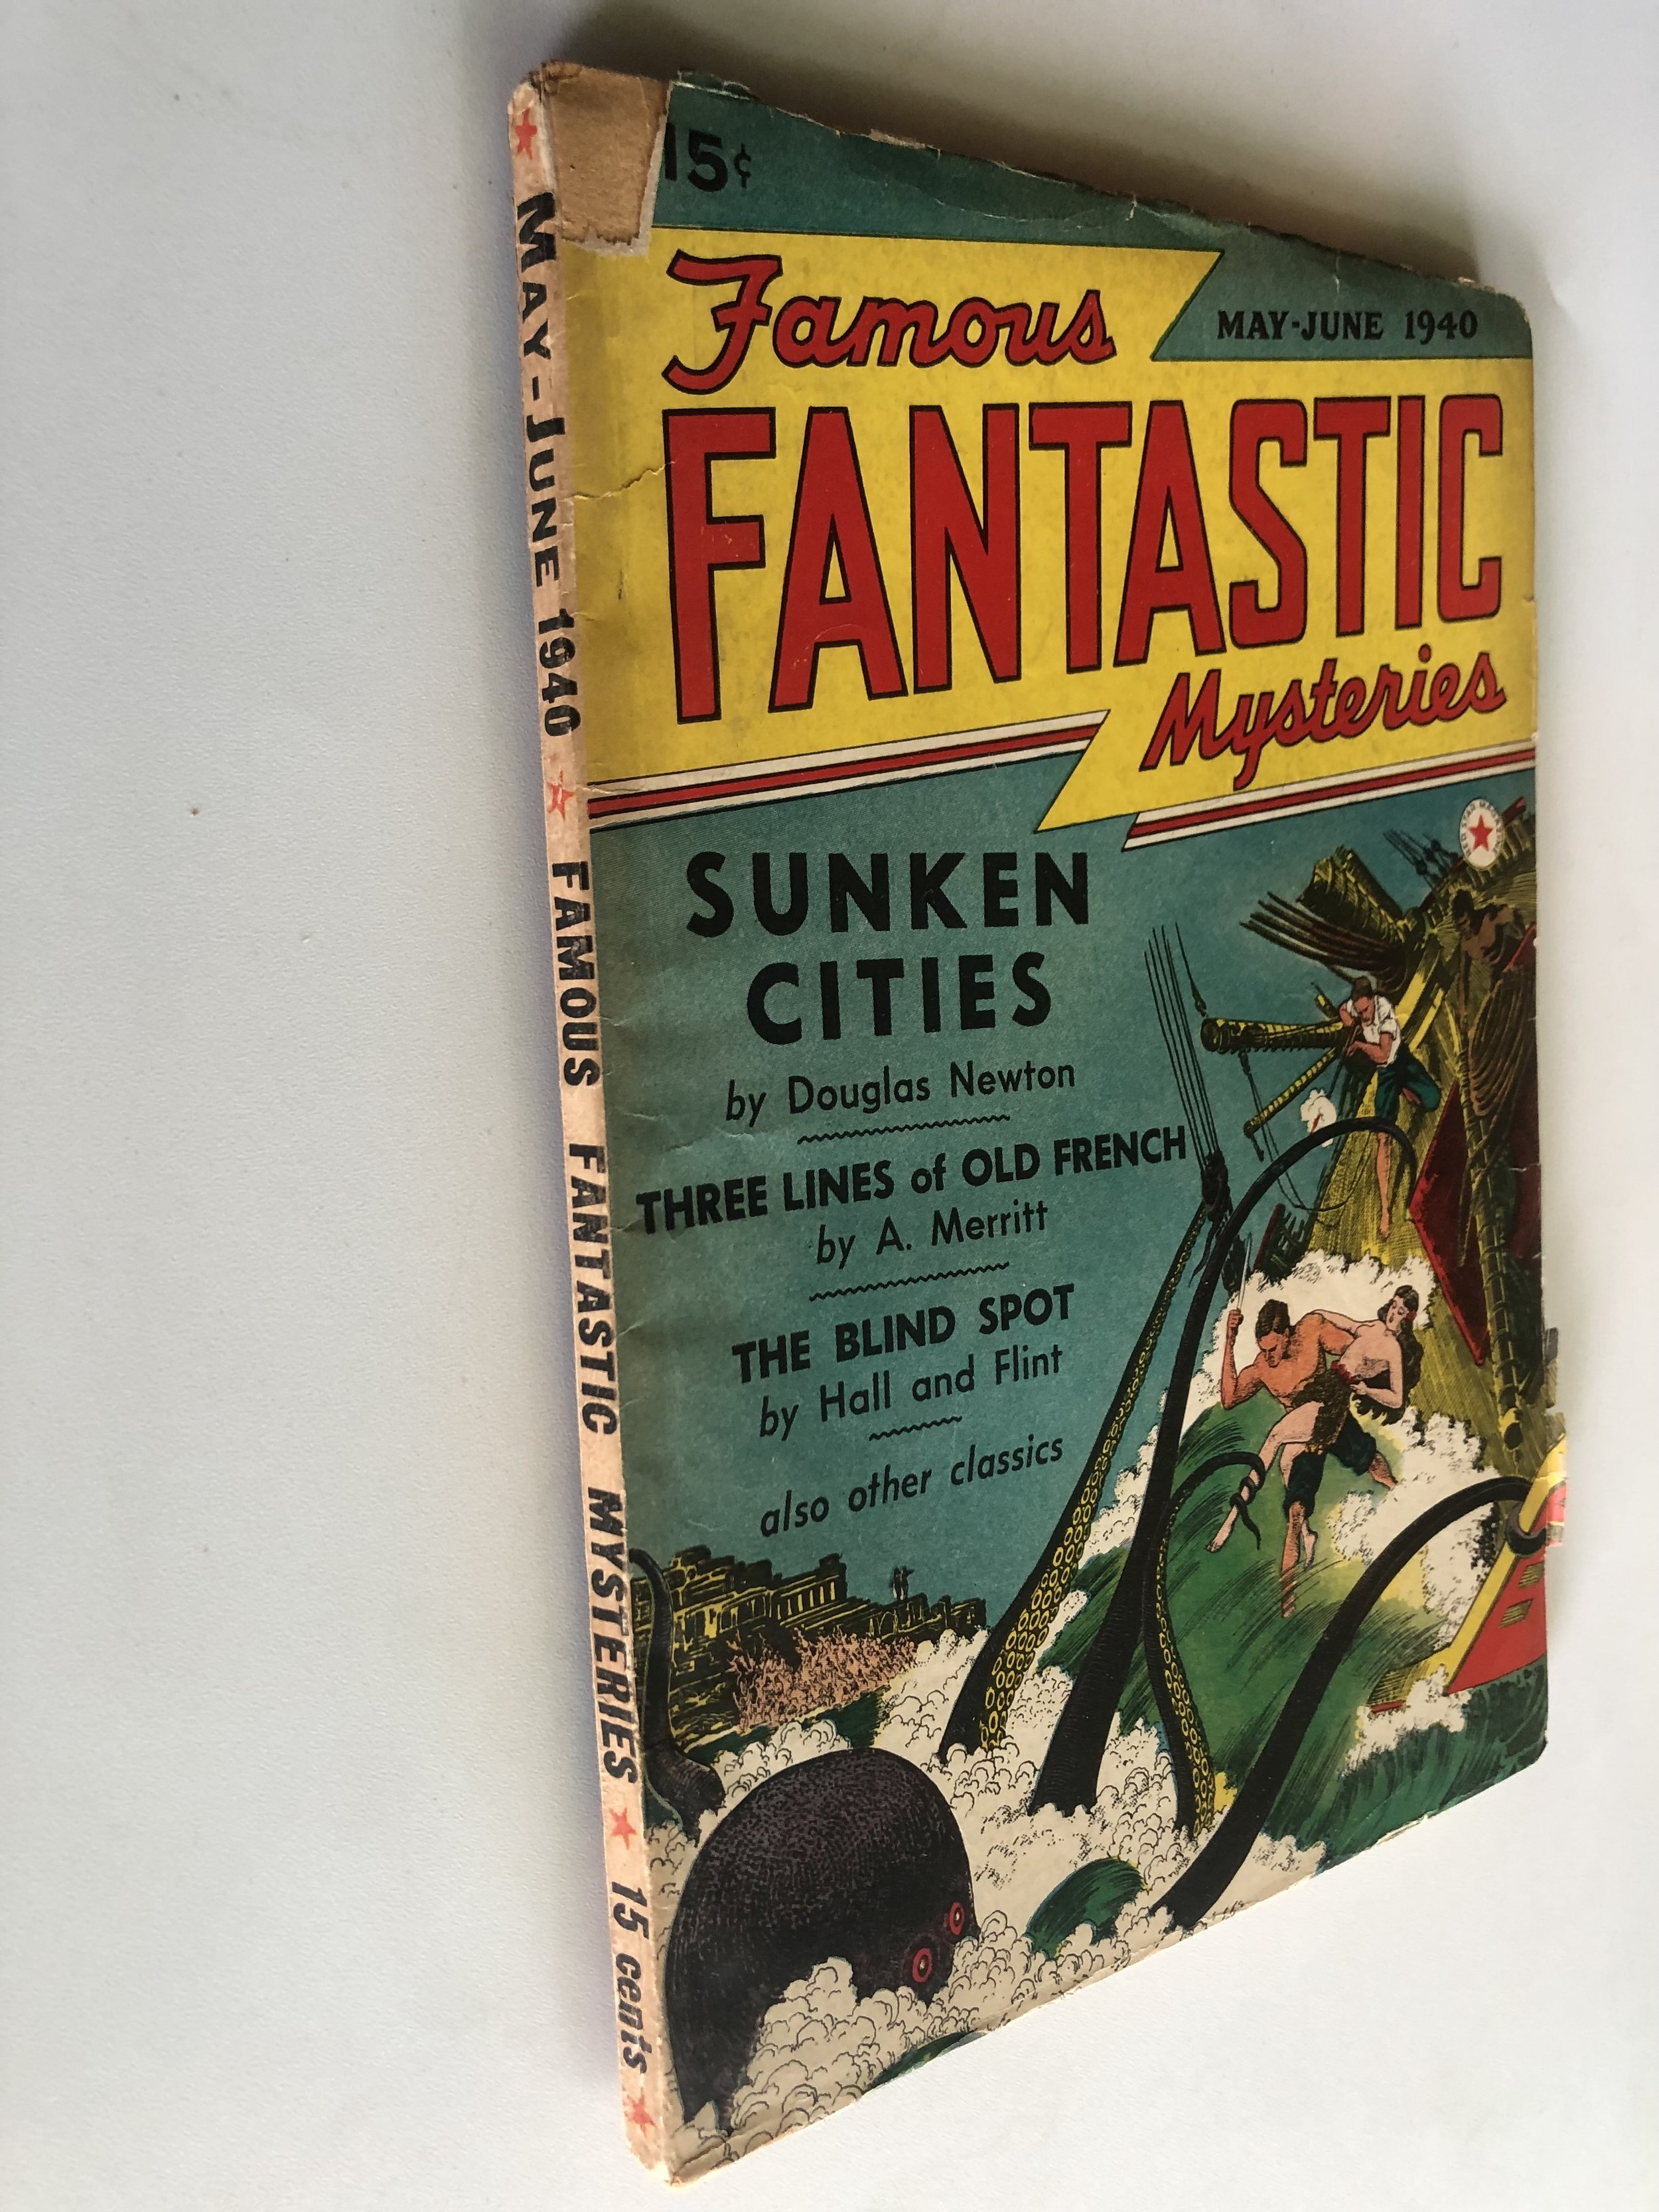 15¢
Famous
MAY-JUNE 1940
FANTASTIC
Mysteries
SUNKEN
CITIES
by Douglas Newton
THREE LINES of OLD FRENCH
by A. Merritt
THE BLIND SPOT
by Hall and Flint
also other classics
MAY-JUNE 1940 FAMOUS FANTASTIC MYSTERIES 15 cents